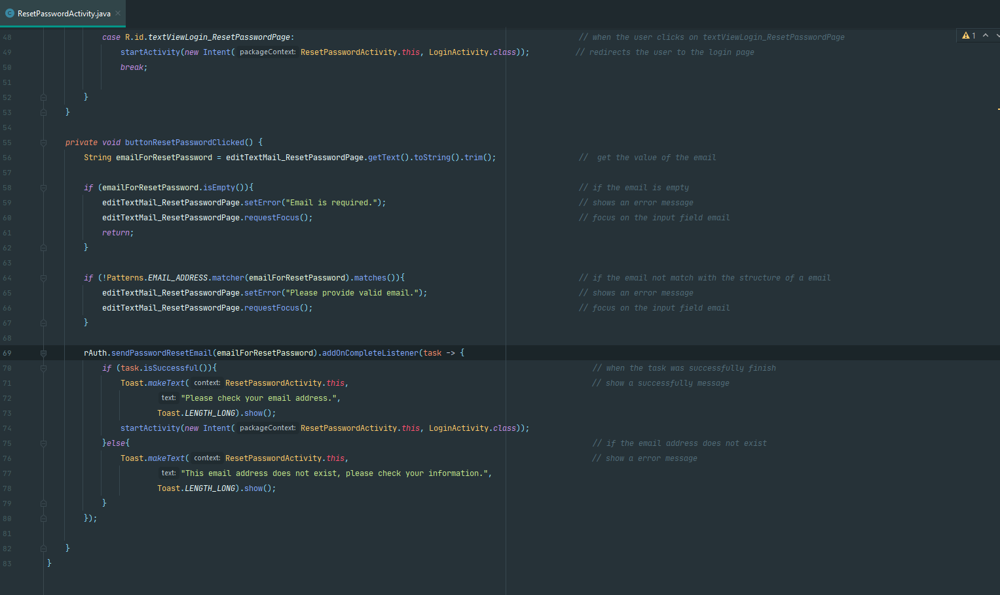 ResetPasswordActivity.java
1
48 case R.id.textViewLogin_ResetPasswordPage: // when the user clicks on textViewLogin_ResetPasswordPage
49 startActivity(new Intent( packageContext: ResetPasswordActivity.this, LoginActivity.class)); // redirects the user to the login page
50 break;
51
52 }
53 }
54
55 private void buttonResetPasswordClicked() {
56 String emailForResetPassword = editTextMail_ResetPasswordPage.getText().toString().trim(); // get the value of the email
57
58 if (emailForResetPassword.isEmpty()){ // if the email is empty
59 editTextMail_ResetPasswordPage.setError("Email is required."); // shows an error message
60 editTextMail_ResetPasswordPage.requestFocus(); // focus on the input field email
61 return;
62 }
63
64 if (!Patterns.EMAIL_ADDRESS.matcher(emailForResetPassword).matches()){ // if the email not match with the structure of a email
65 editTextMail_ResetPasswordPage.setError("Please provide valid email."); // shows an error message
66 editTextMail_ResetPasswordPage.requestFocus(); // focus on the input field email
67 }
68
69 rAuth.sendPasswordResetEmail(emailForResetPassword).addOnCompleteListener(task -> {
70 if (task.isSuccessful()){ // when the task was successfully finish
71 Toast.makeText( context: ResetPasswordActivity.this, // show a successfully message
72 text: "Please check your email address.",
73 Toast.LENGTH_LONG).show();
74 startActivity(new Intent( packageContext: ResetPasswordActivity.this, LoginActivity.class));
75 }else{ // if the email address does not exist
76 Toast.makeText( context: ResetPasswordActivity.this, // show a error message
77 text: "This email address does not exist, please check your information.",
78 Toast.LENGTH_LONG).show();
79 }
80 });
81
82 }
83 }